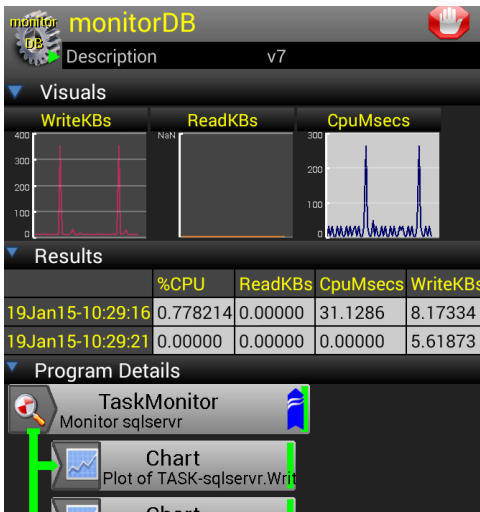 monitor
DB
monitorDB
Description v7
Visuals
WriteKBs ReadKBs CpuMsecs
400
300
200
100
0
NaN
300
200
100
0
Results
%CPU ReadKBs CpuMsecs WriteKBs
19Jan15-10:29:16 0.778214 0.00000 31.1286 8.17334
19Jan15-10:29:21 0.00000 0.00000 0.00000 5.61873
Program Details
TaskMonitor
Monitor sqlservr
Chart
Plot of TASK-sqlservr.Writ
Chart